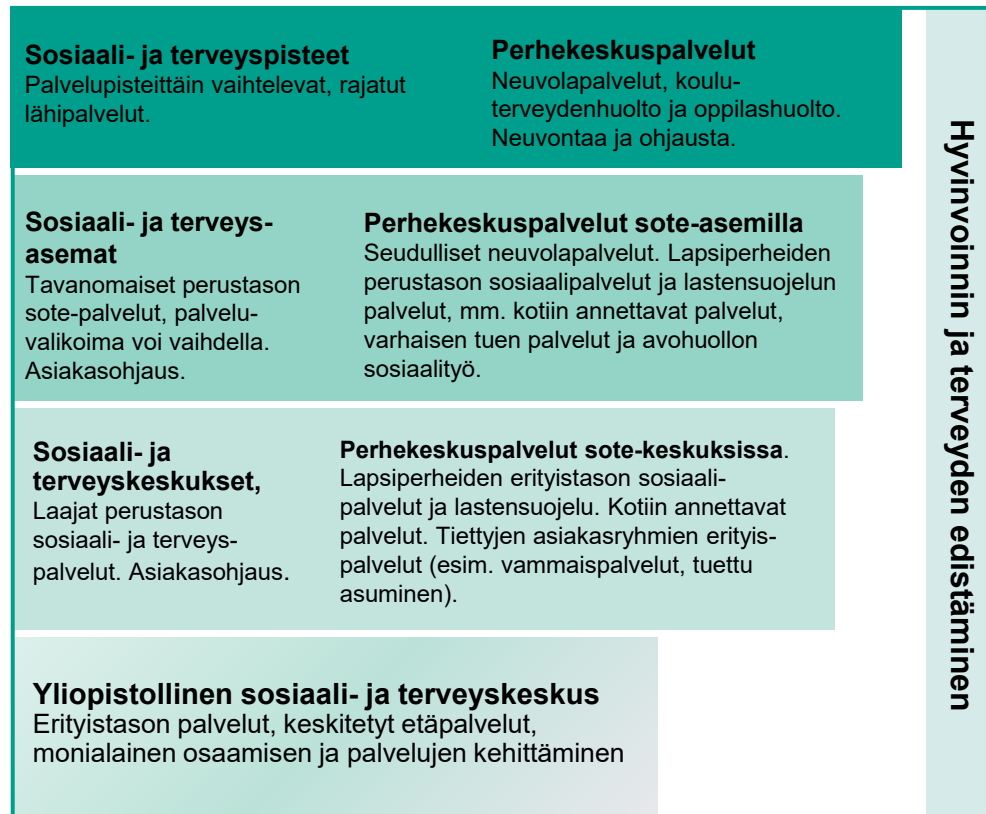 Sosiaali- ja terveyspisteet
Palvelupisteittäin vaihtelevat, rajatut
lähipalvelut.
Perhekeskuspalvelut
Neuvolapalvelut, koulu-
terveydenhuolto ja oppilashuolto.
Neuvontaa ja ohjausta.
Sosiaali- ja terveys-
asemat
Tavanomaiset perustason
sote-palvelut, palvelu-
valikoima voi vaihdella.
Asiakasohjaus.
Perhekeskuspalvelut sote-asemilla
Seudulliset neuvolapalvelut. Lapsiperheiden
perustason sosiaalipalvelut ja lastensuojelun
palvelut, mm. kotiin annettavat palvelut,
varhaisen tuen palvelut ja avohuollon
sosiaalityö.
Sosiaali- ja
terveyskeskukset,
Laajat perustason
sosiaali- ja terveys-
palvelut. Asiakasohjaus.
Perhekeskuspalvelut sote-keskuksissa.
Lapsiperheiden erityistason sosiaali-
palvelut ja lastensuojelu. Kotiin annettavat
palvelut. Tiettyjen asiakasryhmien erityis-
palvelut (esim. vammaispalvelut, tuettu
asuminen).
Yliopistollinen sosiaali- ja terveyskeskus
Erityistason palvelut, keskitetyt etäpalvelut,
monialainen osaamisen ja palvelujen kehittäminen
Hyvinvoinnin ja terveyden edistäminen